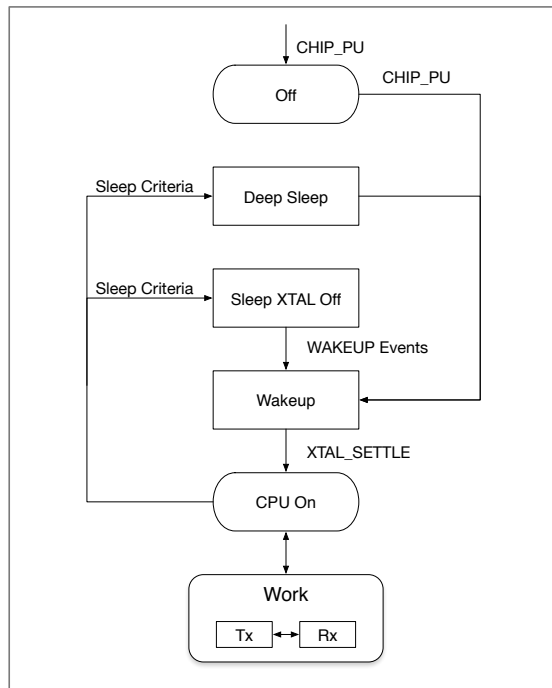 CHIP_PU
CHIP_PU
Off
Sleep Criteria
Deep Sleep
Sleep Criteria
Sleep XTAL Off
WAKEUP Events
Wakeup
XTAL_SETTLE
CPU On
Work
Tx
Rx